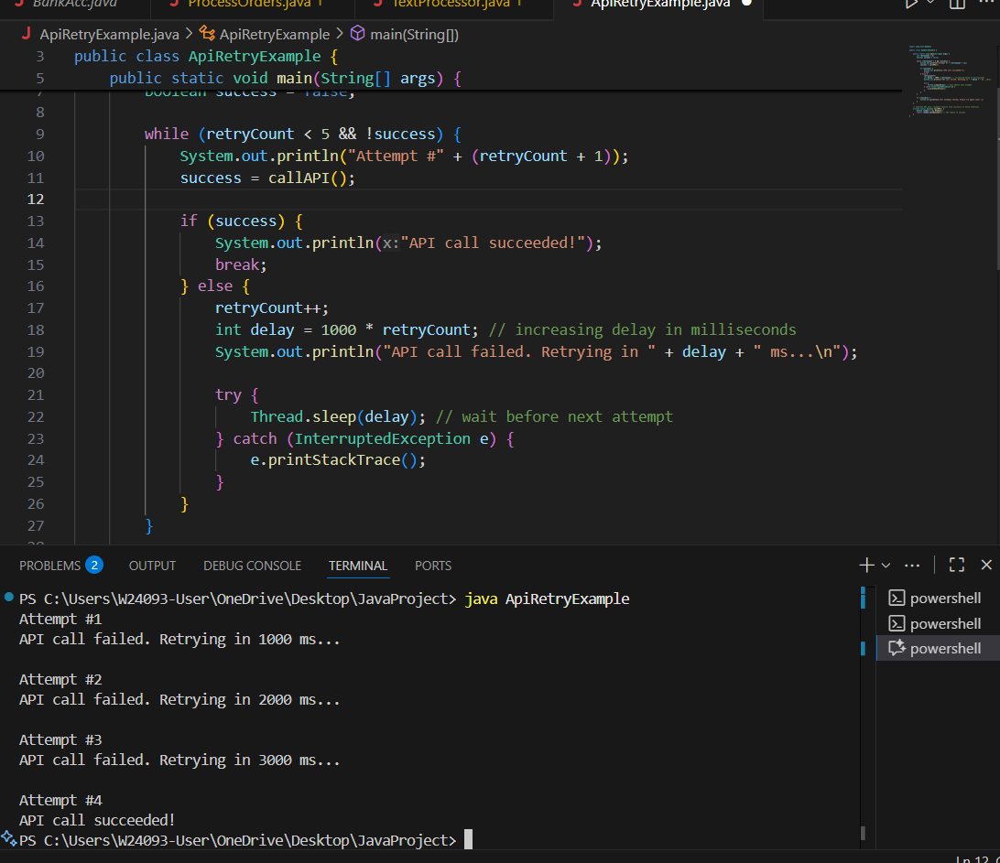 BankAcc.java ProcessOrders.java 1 TextProcessor.java 1 ApiRetryExample.java
ApiRetryExample.java > ApiRetryExample > main(String[])
3 public class ApiRetryExample {
5 public static void main(String[] args) {
7 boolean success = false;
8
9 while (retryCount < 5 && !success) {
10 System.out.println("Attempt #" + (retryCount + 1));
11 success = callAPI();
12
13 if (success) {
14 System.out.println(x:"API call succeeded!");
15 break;
16 } else {
17 retryCount++;
18 int delay = 1000 * retryCount; // increasing delay in milliseconds
19 System.out.println("API call failed. Retrying in " + delay + " ms...\n");
20
21 try {
22 Thread.sleep(delay); // wait before next attempt
23 } catch (InterruptedException e) {
24 e.printStackTrace();
25 }
26 }
27 }
28
PROBLEMS 2 OUTPUT DEBUG CONSOLE TERMINAL PORTS
PS C:\Users\W24093-User\OneDrive\Desktop\JavaProject> java ApiRetryExample
Attempt #1
API call failed. Retrying in 1000 ms...
Attempt #2
API call failed. Retrying in 2000 ms...
Attempt #3
API call failed. Retrying in 3000 ms...
Attempt #4
API call succeeded!
PS C:\Users\W24093-User\OneDrive\Desktop\JavaProject>
powershell
powershell
powershell
Ln 12,